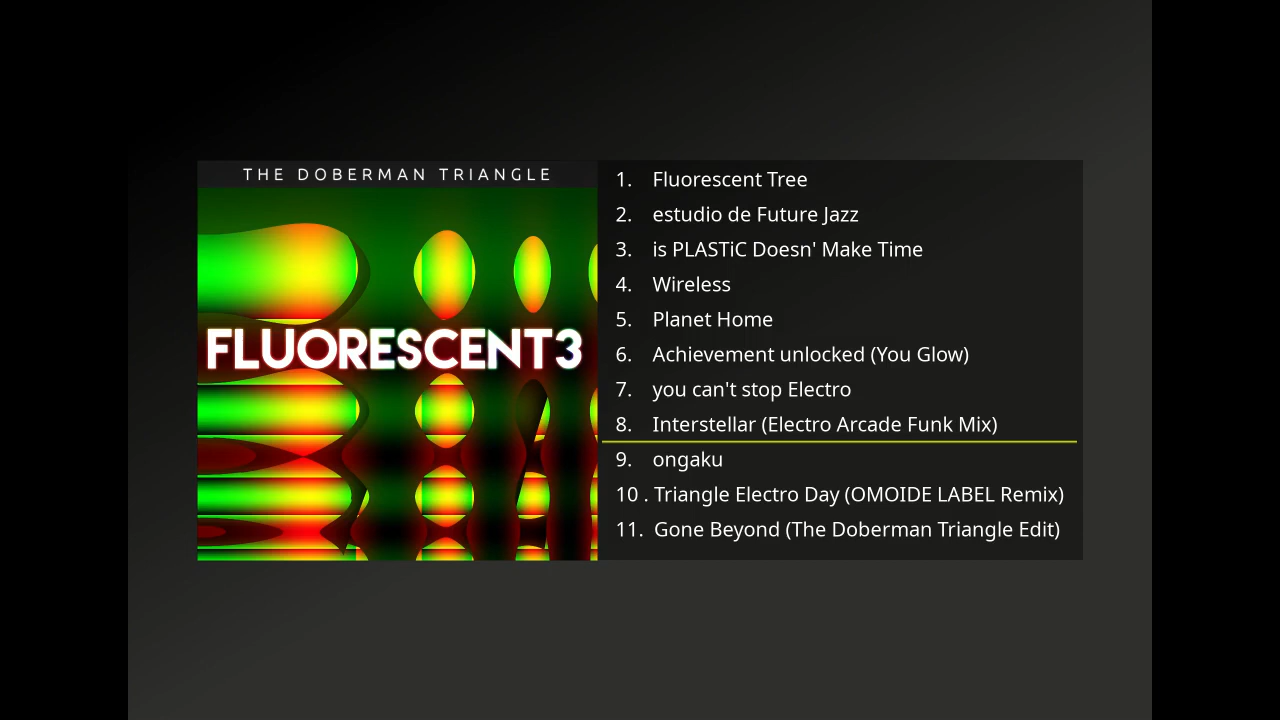 THE DOBERMAN TRIANGLE
FLUORESCENT3
1. Fluorescent Tree
2. estudio de Future Jazz
3. is PLASTiC Doesn' Make Time
4. Wireless
5. Planet Home
6. Achievement unlocked (You Glow)
7. you can't stop Electro
8. Interstellar (Electro Arcade Funk Mix)
9. ongaku
10 . Triangle Electro Day (OMOIDE LABEL Remix)
11. Gone Beyond (The Doberman Triangle Edit)